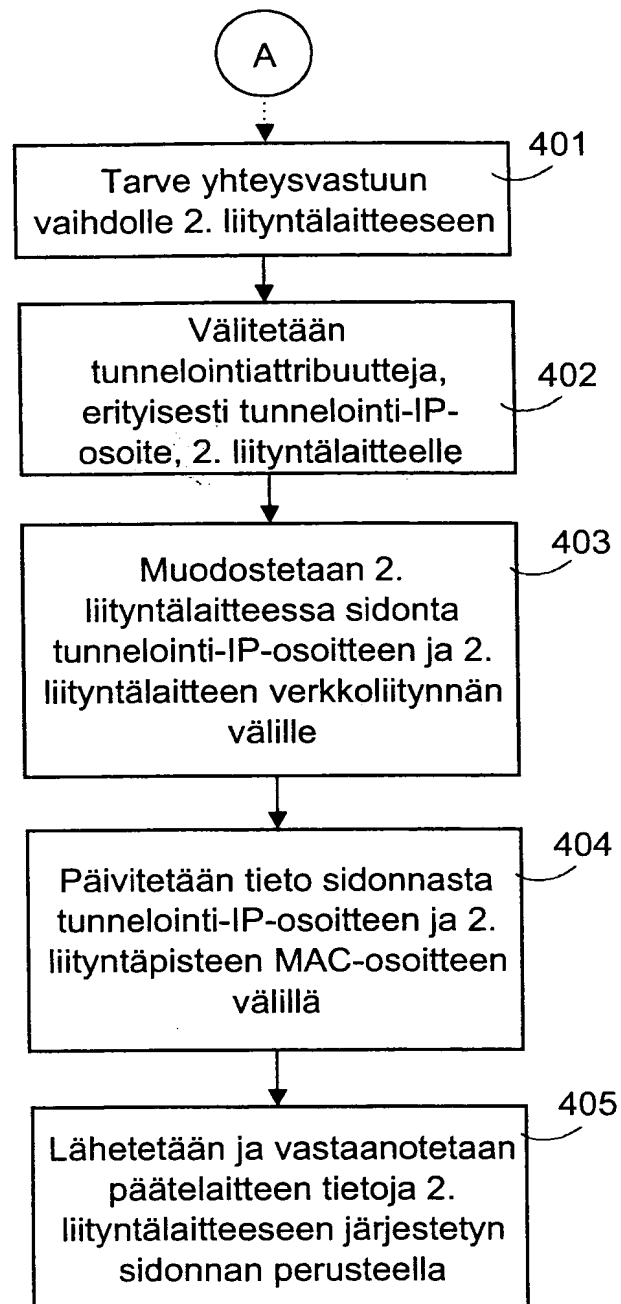 A
401
Tarve yhteysvastuun
vaihdolle 2. liityntälaitteeseen
402
Välitetään
tunnelointiattribuutteja,
erityisesti tunnelointi-IP-
osoite, 2. liityntälaitteelle
403
Muodostetaan 2.
liityntälaitteessa sidonta
tunnelointi-IP-osoitteen ja 2.
liityntälaitteen verkkoliitynnän
välille
404
Päivitetään tieto sidonnasta
tunnelointi-IP-osoitteen ja 2.
liityntäpisteen MAC-osoitteen
välillä
405
Lähetetään ja vastaanotetaan
päätelaitteen tietoja 2.
liityntälaitteeseen järjestetyn
sidonnan perusteella